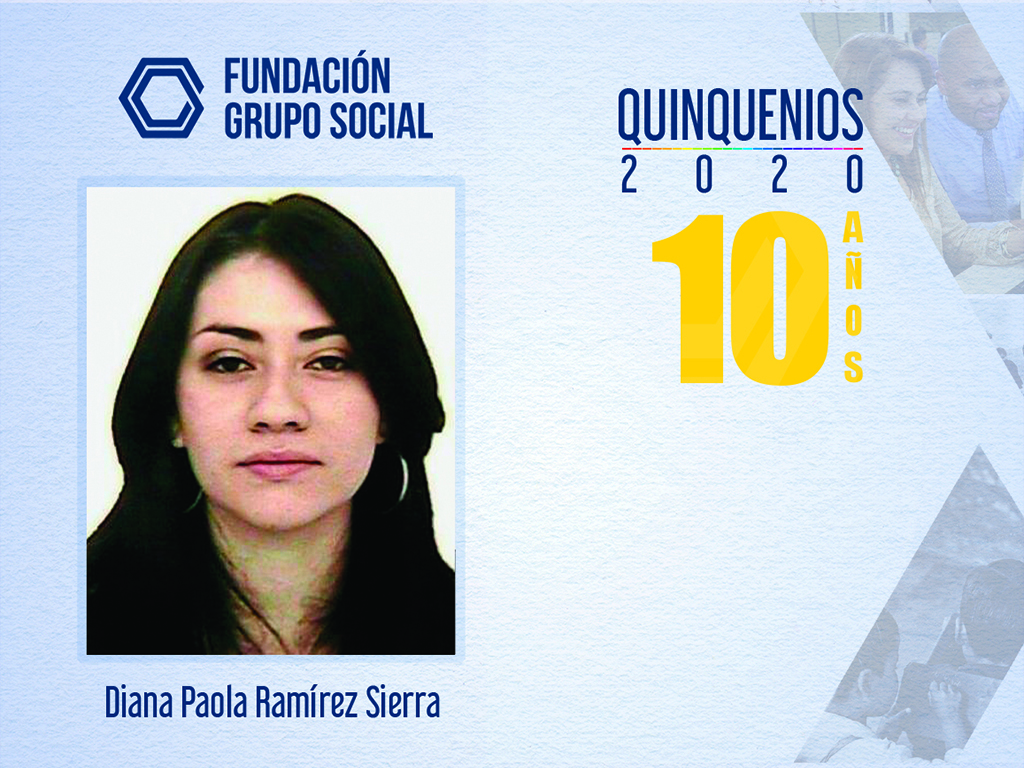 FUNDACIÓN
GRUPO SOCIAL
QUINQUENIOS
2020
10 AÑOS
Diana Paola Ramírez Sierra